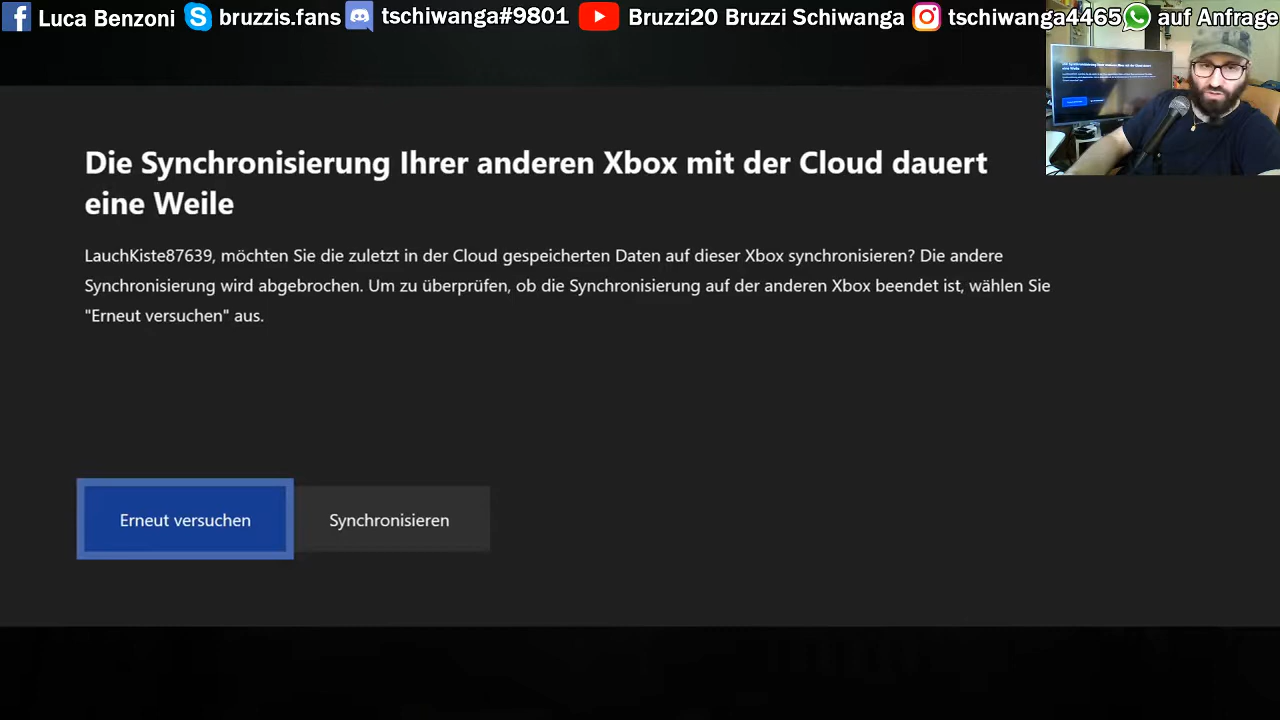 Luca Benzoni bruzzis.fans tschiwanga#9801 Bruzzi20 Bruzzi Schiwanga tschiwanga4465 auf Anfrage
Die Synchronisierung Ihrer anderen Xbox mit der Cloud dauert
eine Weile
LauchKiste87639, möchten Sie die zuletzt in der Cloud gespeicherten Daten auf dieser Xbox synchronisieren? Die andere
Synchronisierung wird abgebrochen. Um zu überprüfen, ob die Synchronisierung auf der anderen Xbox beendet ist, wählen Sie
"Erneut versuchen" aus.
Erneut versuchen
Synchronisieren